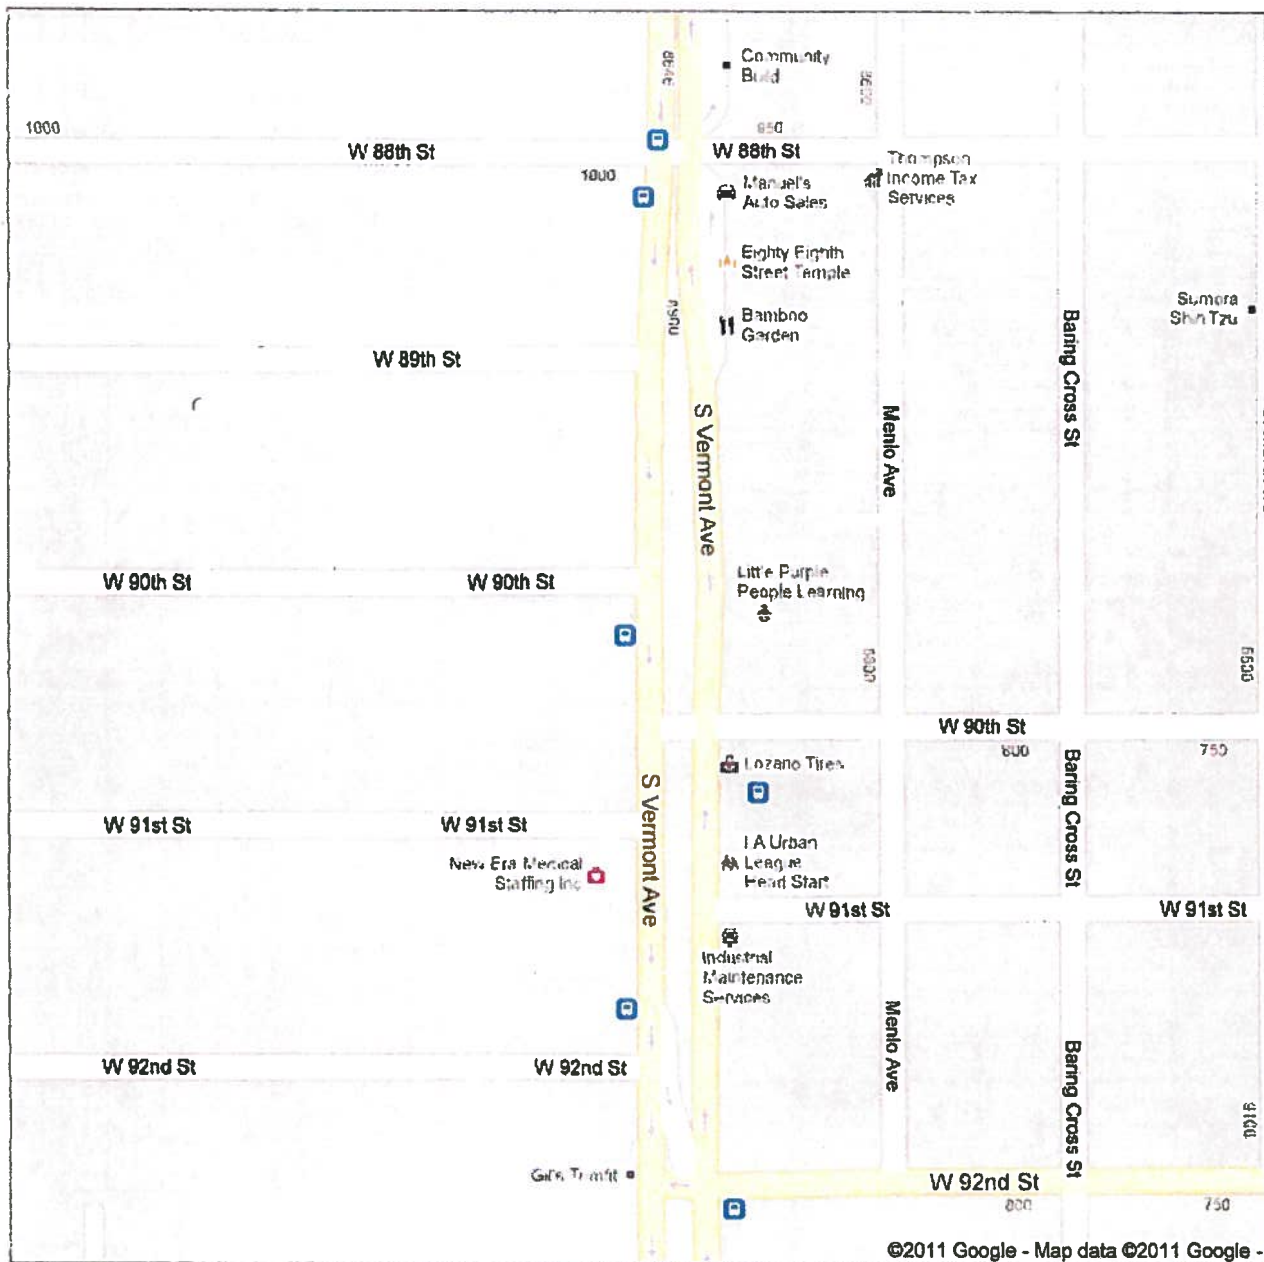 Community
Build
1000
W 88th St
850
W 88th St
1000
Manuel's
Auto Sales
Thompson
Income Tax
Services
Eighty Eighth
Street Temple
8900
Bamboo
Garden
Sumora
Shih Tzu
W 89th St
Baring Cross St
S Vermont Ave
Menlo Ave
W 90th St
W 90th St
Little Purple
People Learning
W 90th St
800
750
Lozano Tires
S Vermont Ave
Baring Cross St
W 91st St
W 91st St
LA Urban
League
Head Start
New Era Medical
Staffing Inc
W 91st St
W 91st St
Industrial
Maintenance
Services
Menlo Ave
Baring Cross St
W 92nd St
W 92nd St
9100
W 92nd St
800
750
©2011 Google - Map data ©2011 Google -